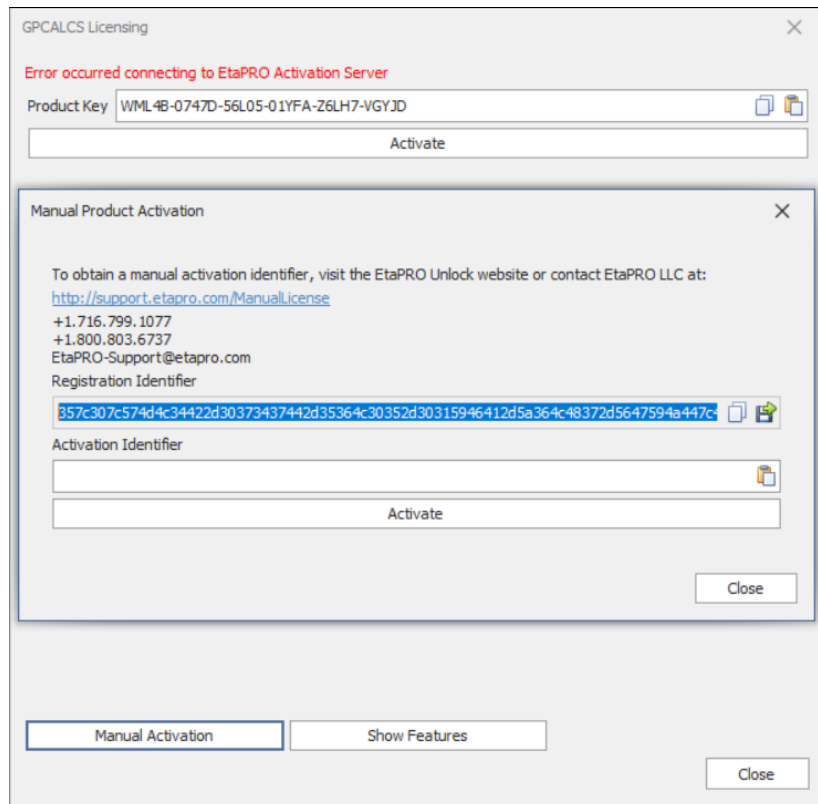 GPCALCS Licensing
Error occurred connecting to EtaPRO Activation Server
Product Key WML4B-0747D-56L05-01YFA-Z6LH7-VGYJD
Activate
Manual Product Activation
To obtain a manual activation identifier, visit the EtaPRO Unlock website or contact EtaPRO LLC at:
http://support.etapro.com/ManualLicense
+1.716.799.1077
+1.800.803.6737
EtaPRO-Support@etapro.com
Registration Identifier
357c307c574d4c34422d30373437442d35364c30352d30315946412d5a364c48372d5647594a447c4
Activation Identifier
Activate
Close
Manual Activation
Show Features
Close